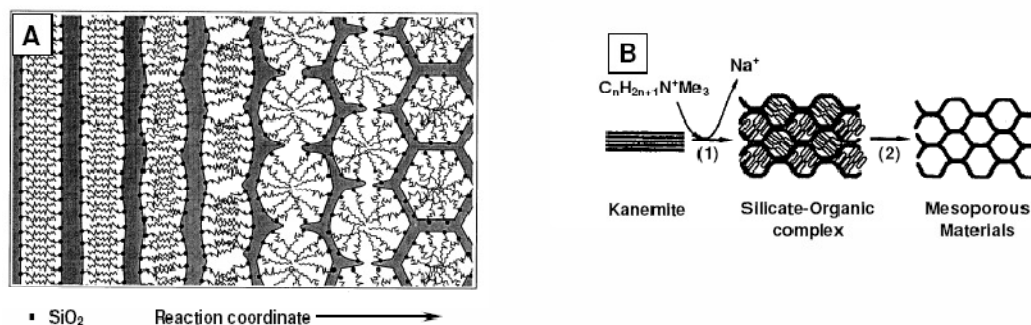 A
▪ SiO₂ Reaction coordinate
B
Na⁺
CₙH₂ₙ₊₁N⁺Me₃
(1)
(2)
Kanemite
Silicate-Organic
complex
Mesoporous
Materials